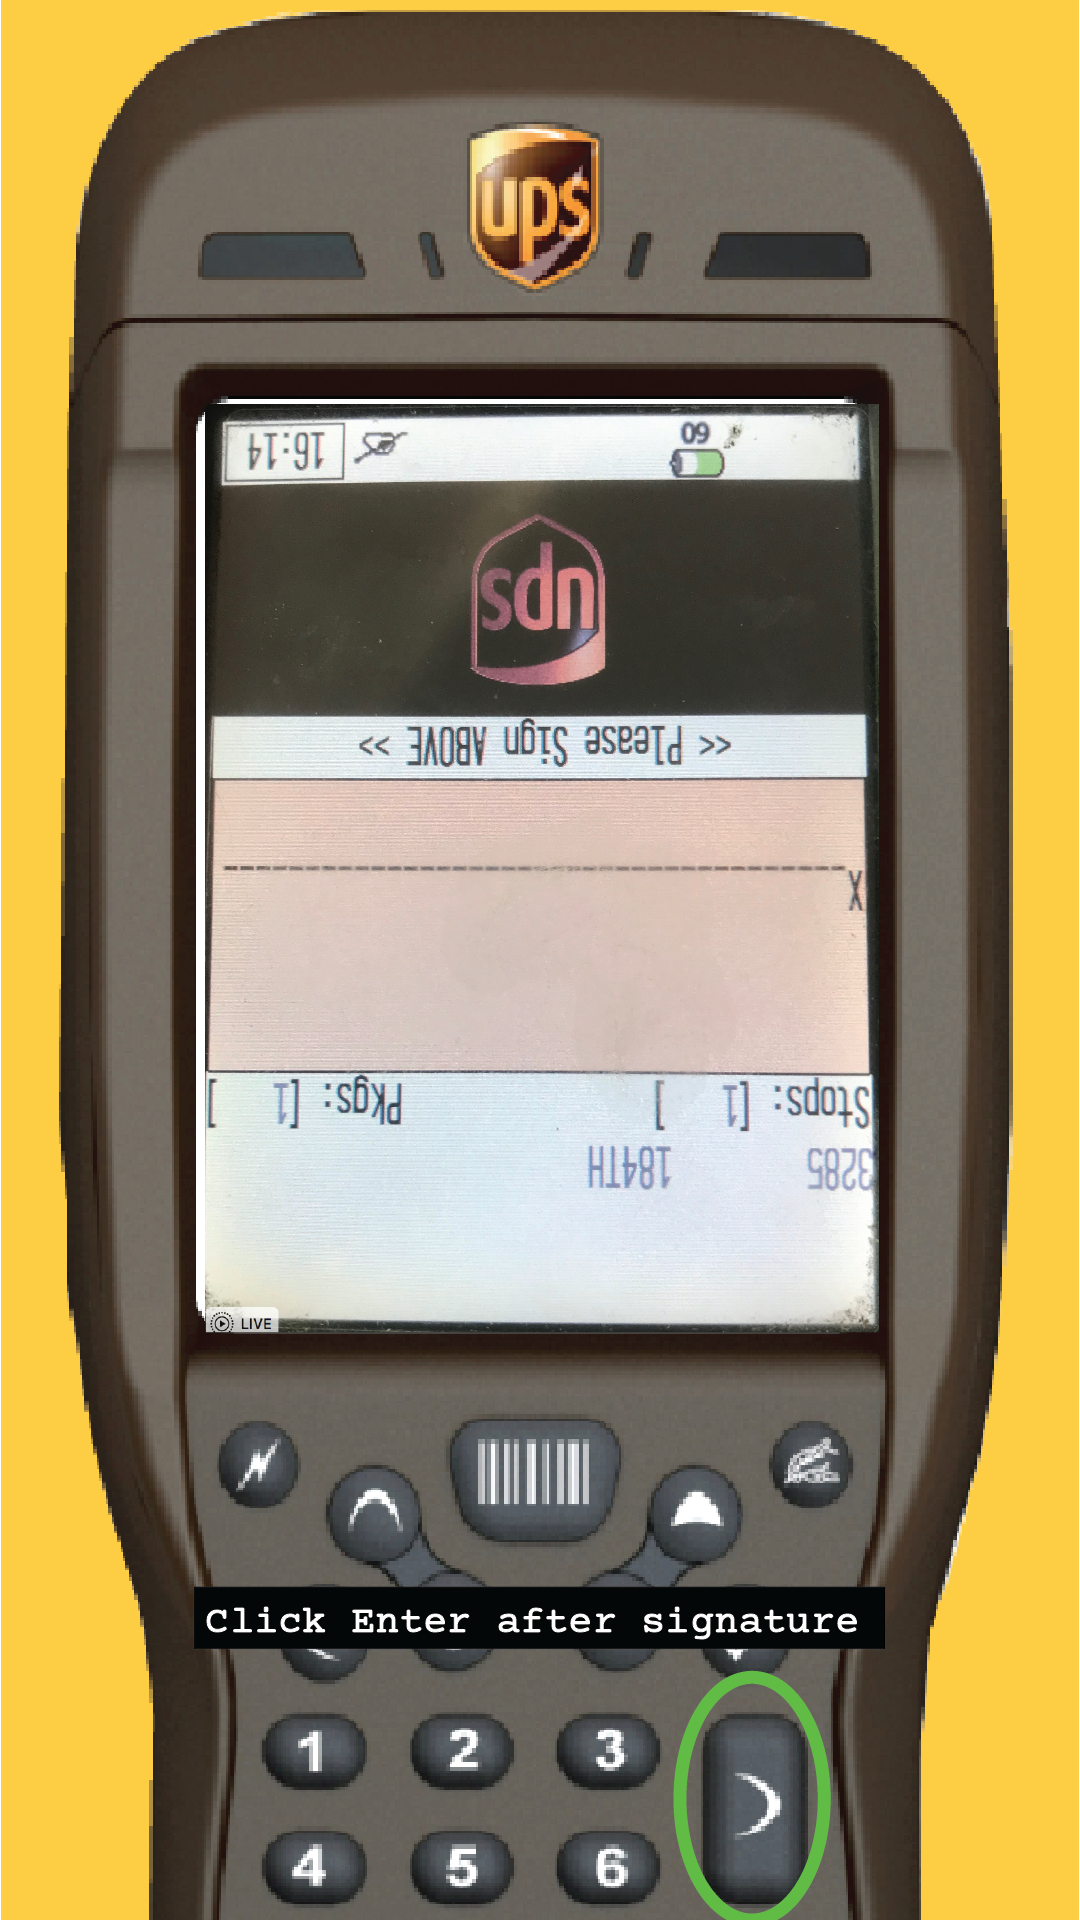 ups
3285 184TH
Stops: [1 ] Pkgs: [1 ]
X
<< Please Sign ABOVE >>
ups
60 16:14
LIVE
Click Enter after signature
1 2 3
4 5 6